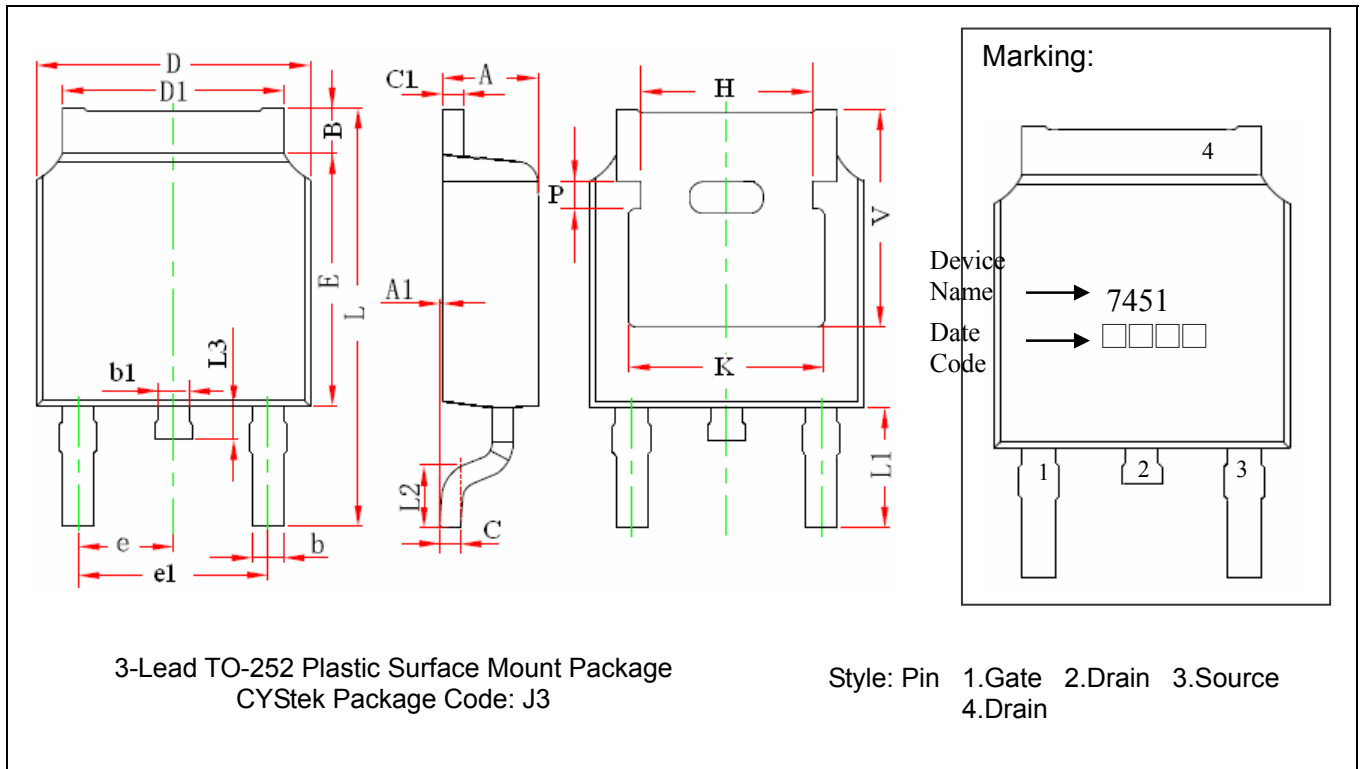 D
D1
B
E
L
L3
b1
e
e1
b
C1
A
A1
L2
C
H
P
V
K
L1
Marking:
4
Device
Name
7451
Date
Code
□□□□
1
2
3
3-Lead TO-252 Plastic Surface Mount Package
CYStek Package Code: J3
Style: Pin 1.Gate 2.Drain 3.Source
4.Drain